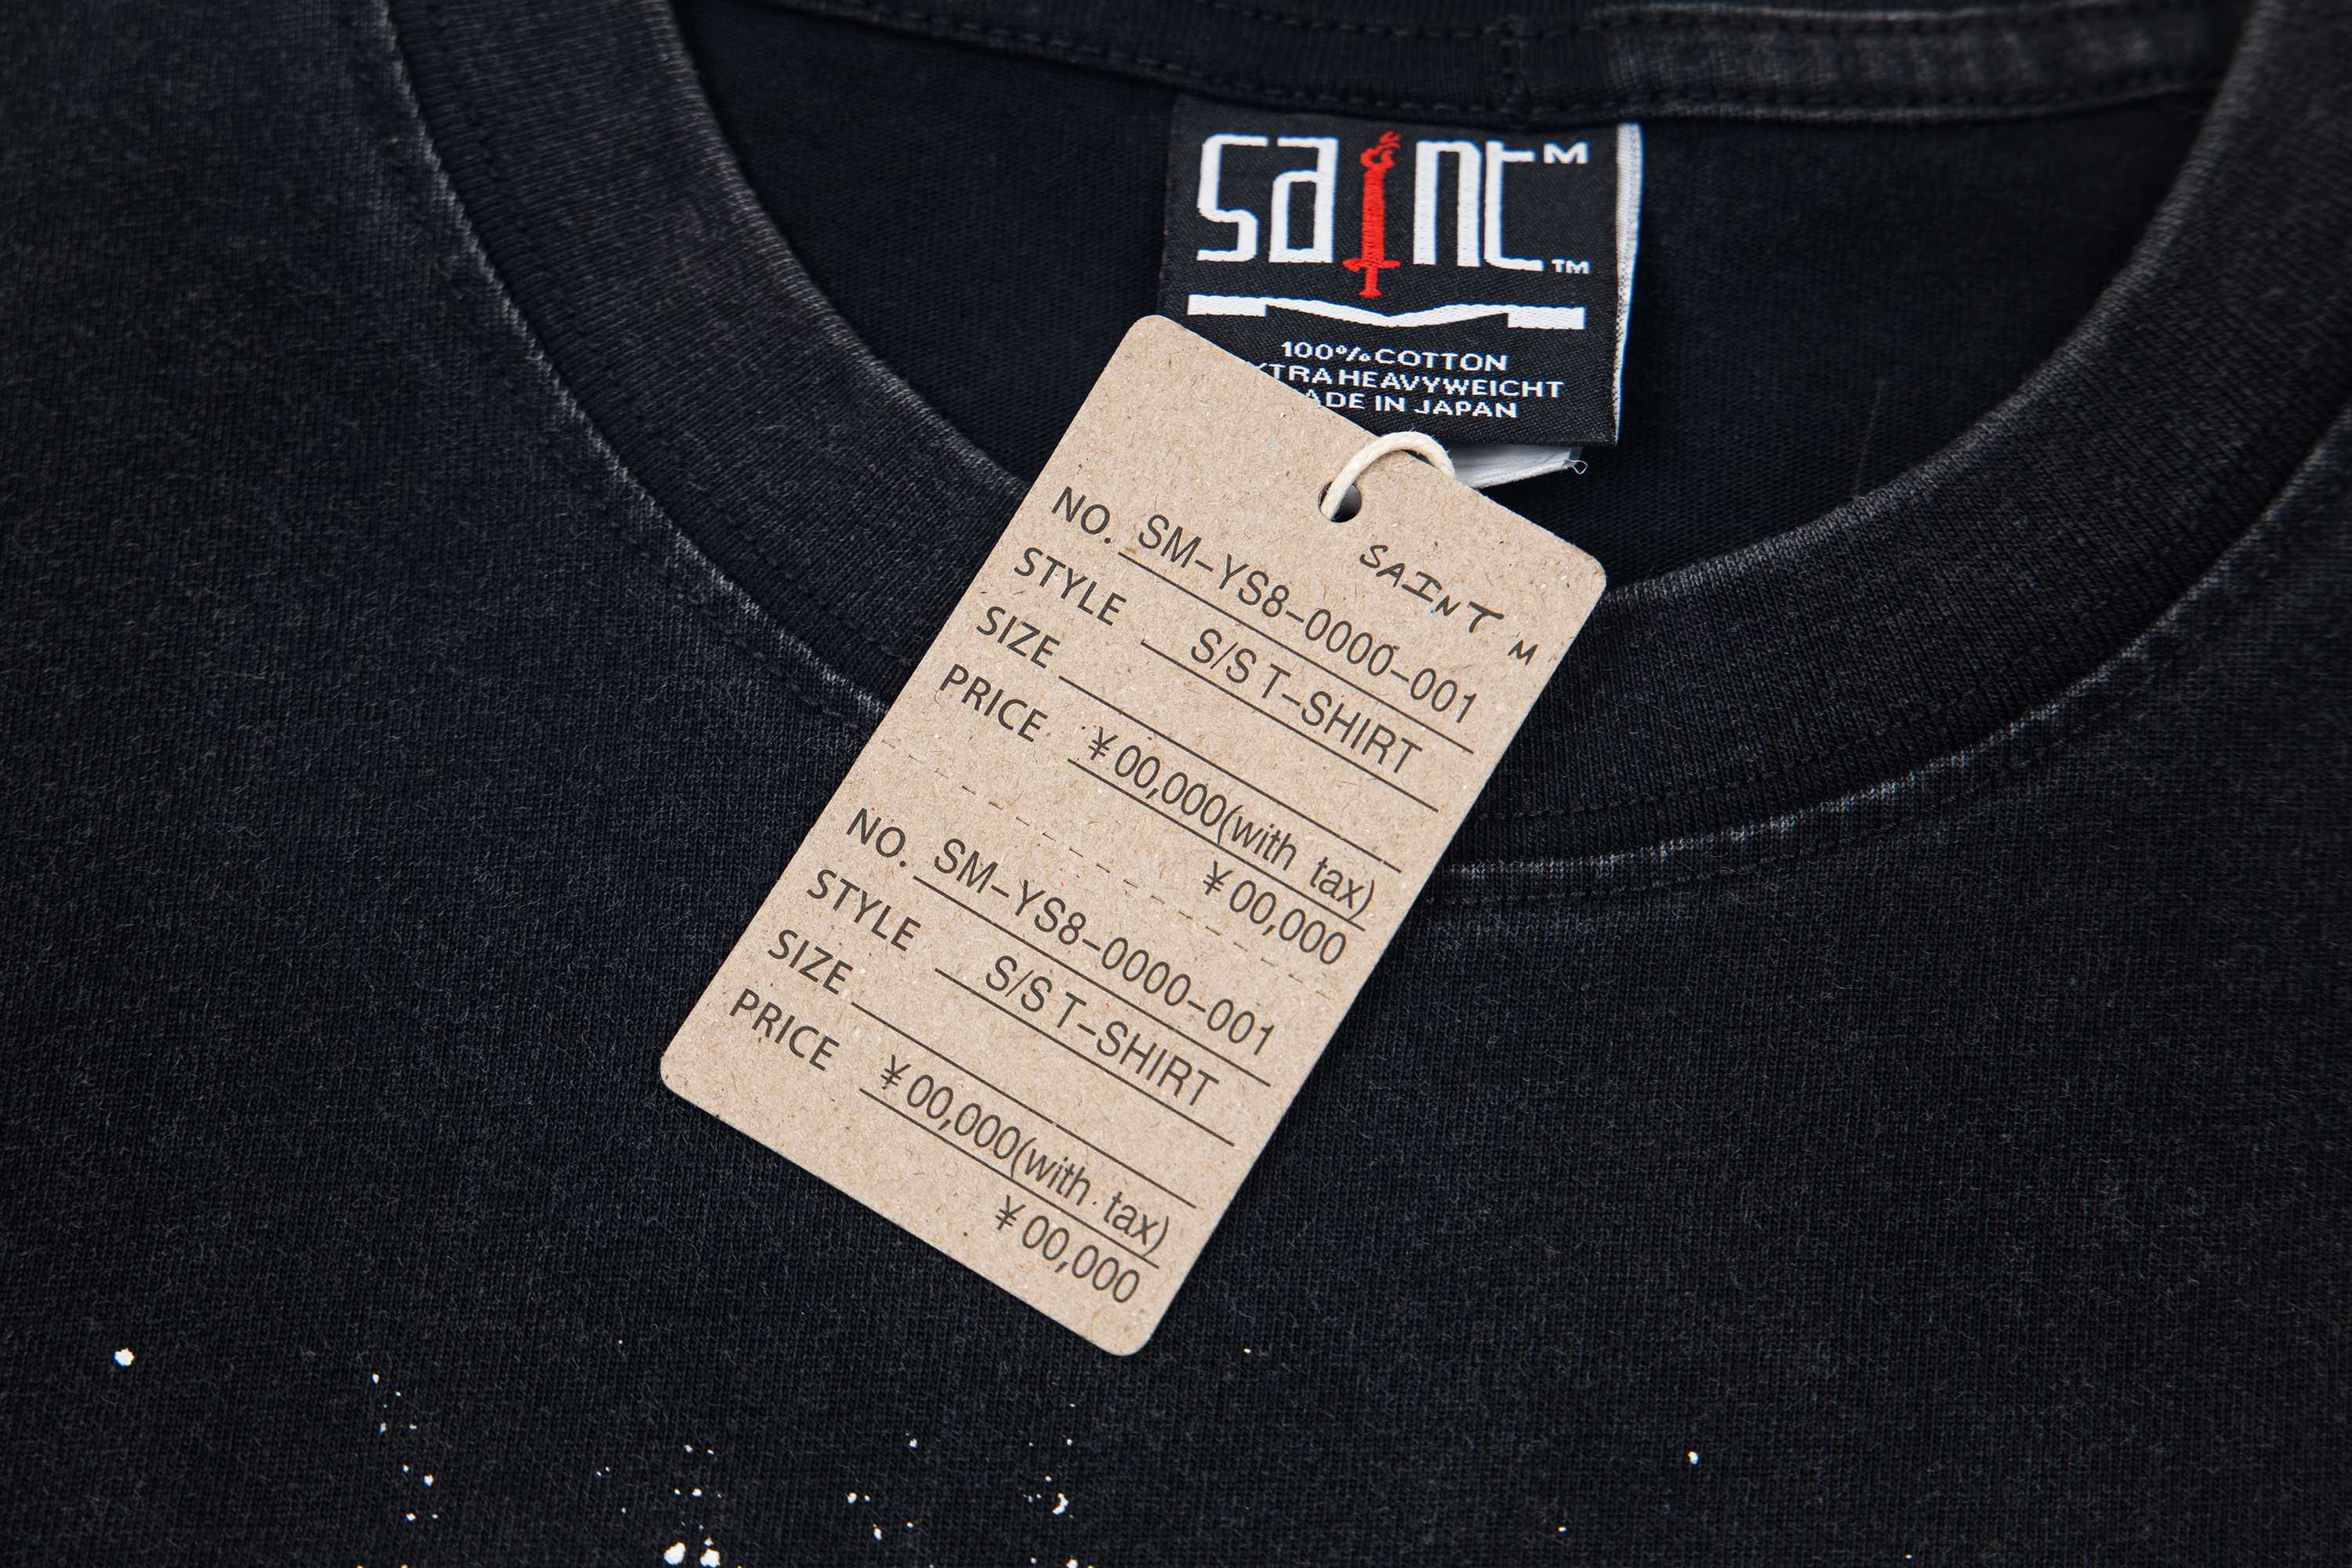 saint M
TM
100% COTTON
XTRA HEAVYWEIGHT
ADE IN JAPAN
SAINT M
NO. SM-YS8-0000-001
STYLE S/S T-SHIRT
SIZE
PRICE ¥00,000(with tax)
¥00,000
NO. SM-YS8-0000-001
STYLE S/S T-SHIRT
SIZE
PRICE ¥00,000(with tax)
¥00,000